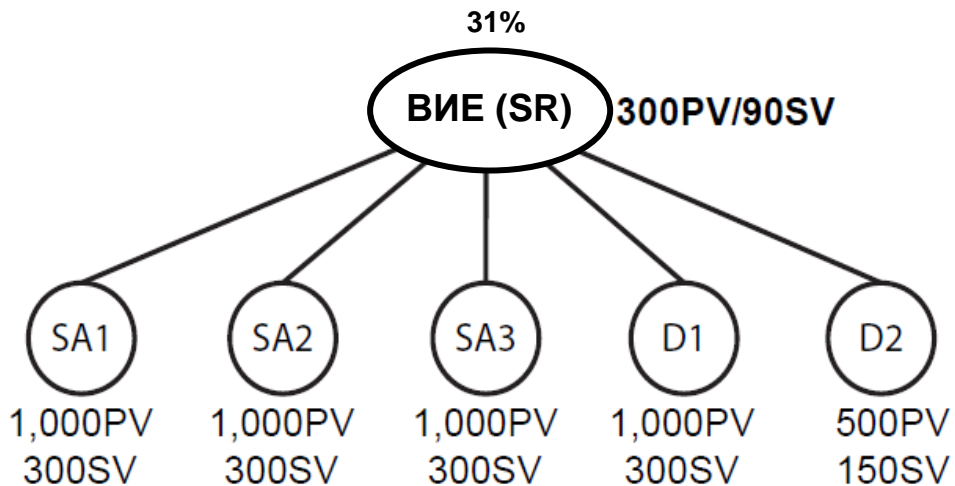 31%
ВИЕ (SR)
300PV/90SV
SA1
SA2
SA3
D1
D2
1,000PV
1,000PV
1,000PV
1,000PV
500PV
300SV
300SV
300SV
300SV
150SV